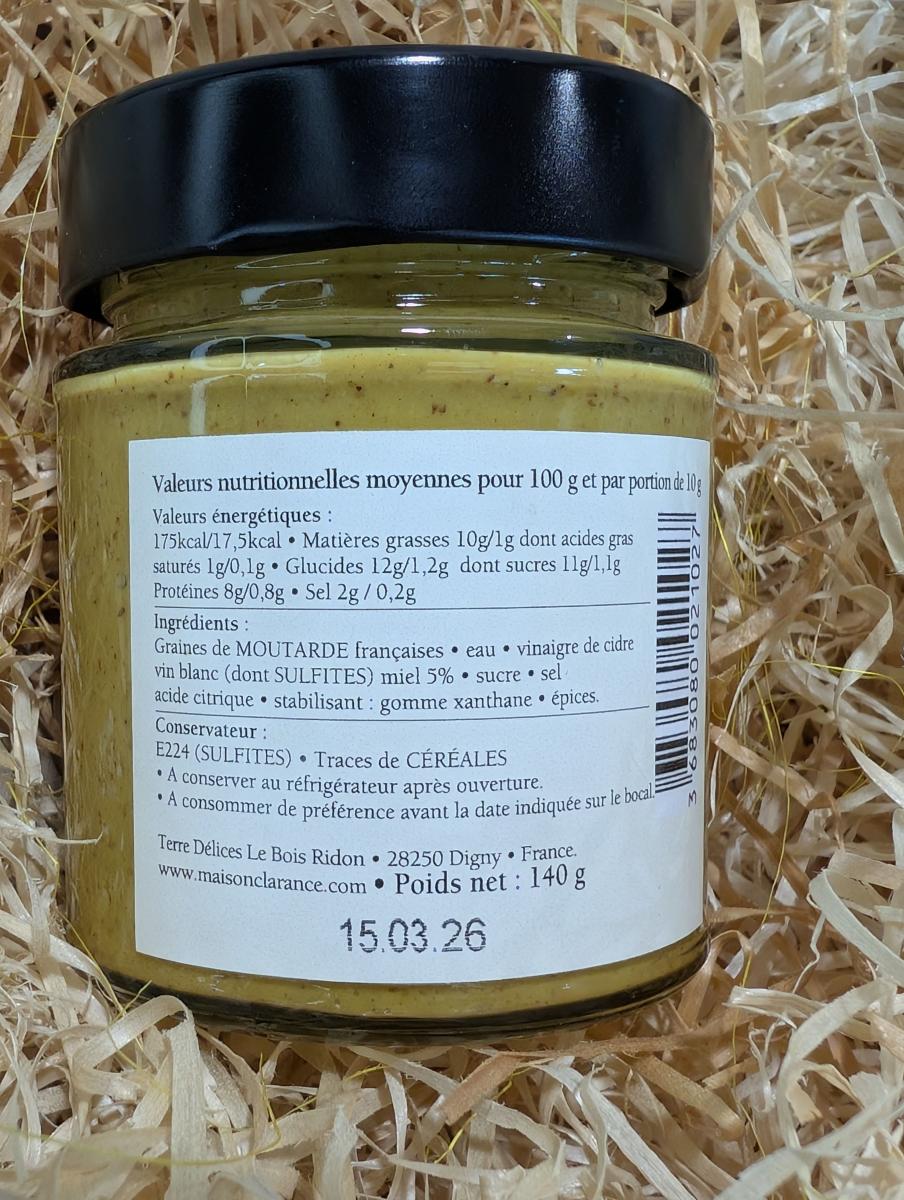 Valeurs nutritionnelles moyennes pour 100 g et par portion de 10 g
Valeurs énergétiques :
175kcal/17,5kcal • Matières grasses 10g/1g dont acides gras
saturés 1g/0,1g • Glucides 12g/1,2g dont sucres 11g/1,1g
Protéines 8g/0,8g • Sel 2g / 0,2g
Ingrédients :
Graines de MOUTARDE françaises • eau • vinaigre de cidre
vin blanc (dont SULFITES) miel 5% • sucre • sel
acide citrique • stabilisant : gomme xanthane • épices.
Conservateur :
E224 (SULFITES) • Traces de CÉRÉALES
• A conserver au réfrigérateur après ouverture.
• A consommer de préférence avant la date indiquée sur le bocal.
Terre Délices Le Bois Ridon • 28250 Digny • France.
www.maisonclarance.com • Poids net : 140 g
15.03.26
3 683080 021027